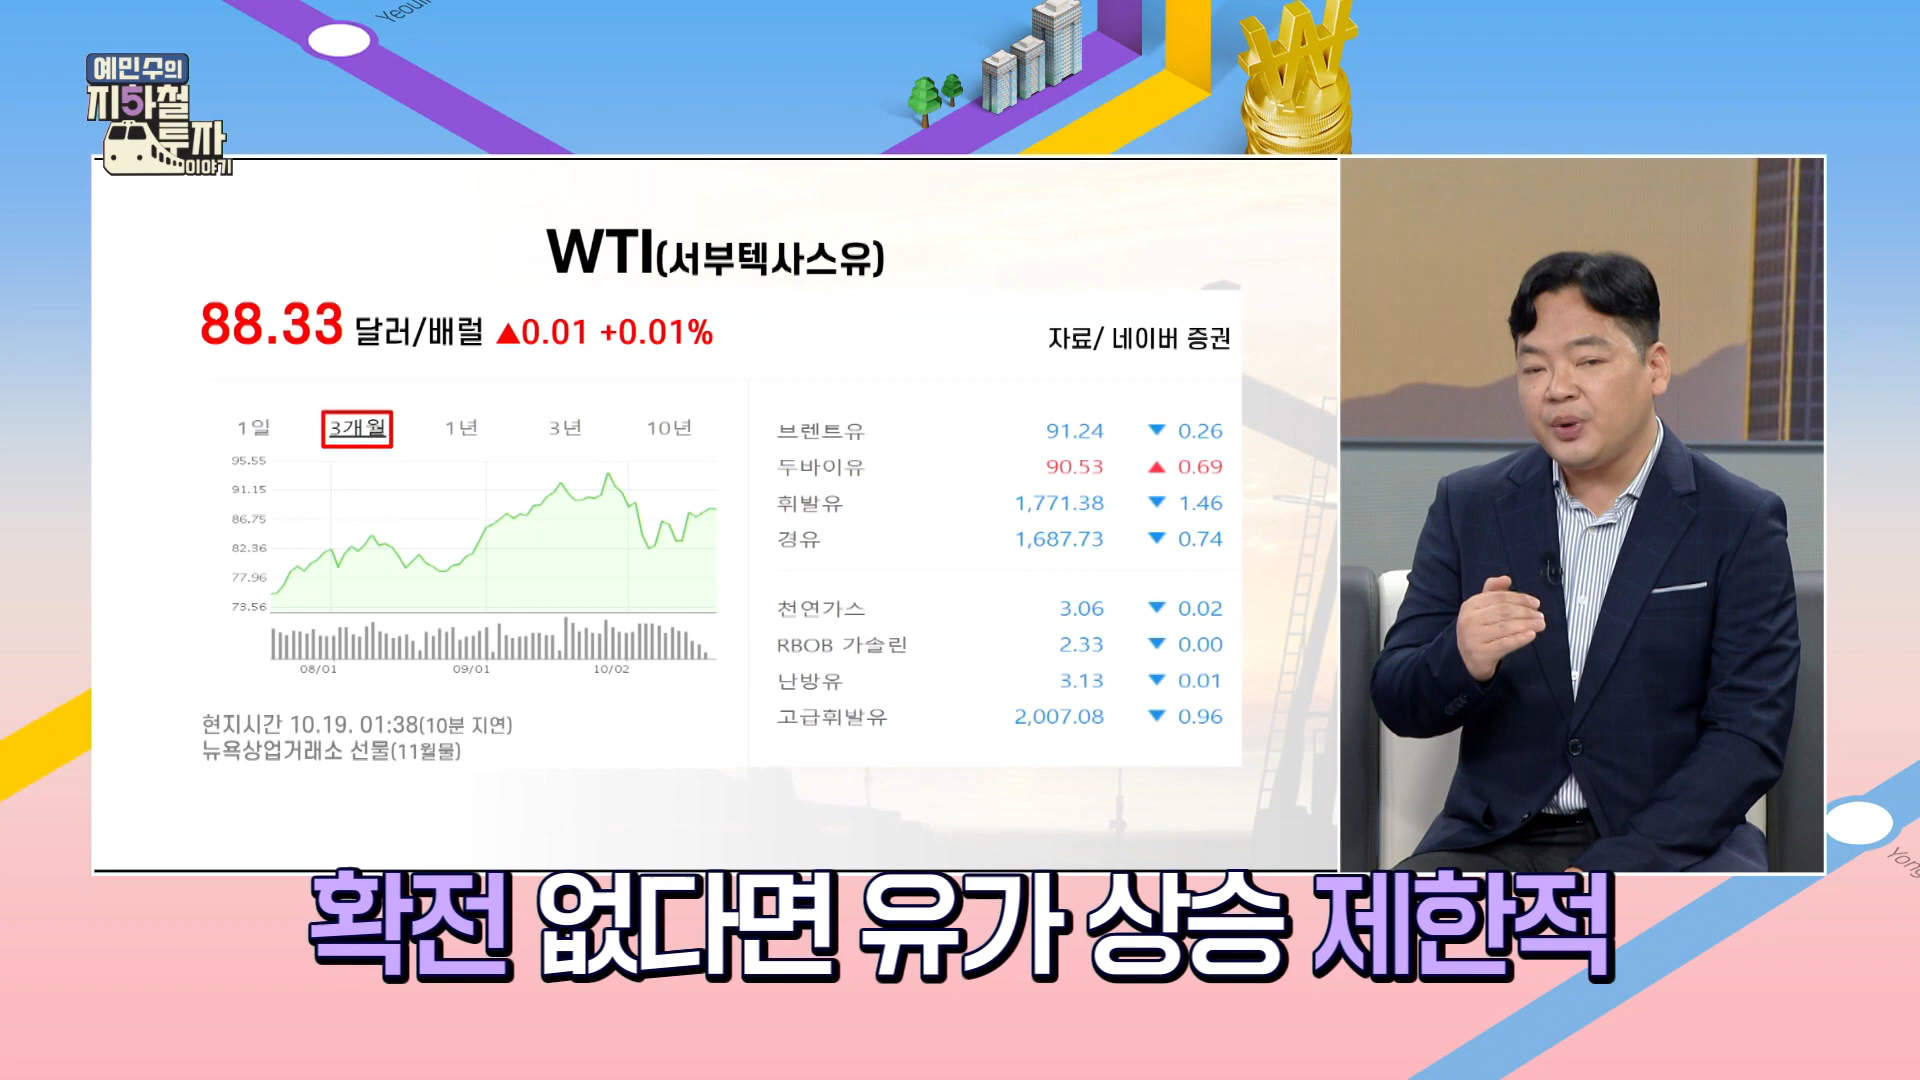 Yeoui
예민수의
지하철
투자
이야기
WTI(서부텍사스유)
88.33 달러/배럴 ▲0.01 +0.01%
자료/ 네이버 증권
1일 3개월 1년 3년 10년
95.55
91.15
86.75
82.36
77.96
73.56
08/01 09/01 10/02
현지시간 10.19. 01:38(10분 지연)
뉴욕상업거래소 선물(11월물)
브렌트유 91.24 ▼ 0.26
두바이유 90.53 ▲ 0.69
휘발유 1,771.38 ▼ 1.46
경유 1,687.73 ▼ 0.74
천연가스 3.06 ▼ 0.02
RBOB 가솔린 2.33 ▼ 0.00
난방유 3.13 ▼ 0.01
고급휘발유 2,007.08 ▼ 0.96
Yong
확전 없다면 유가 상승 제한적